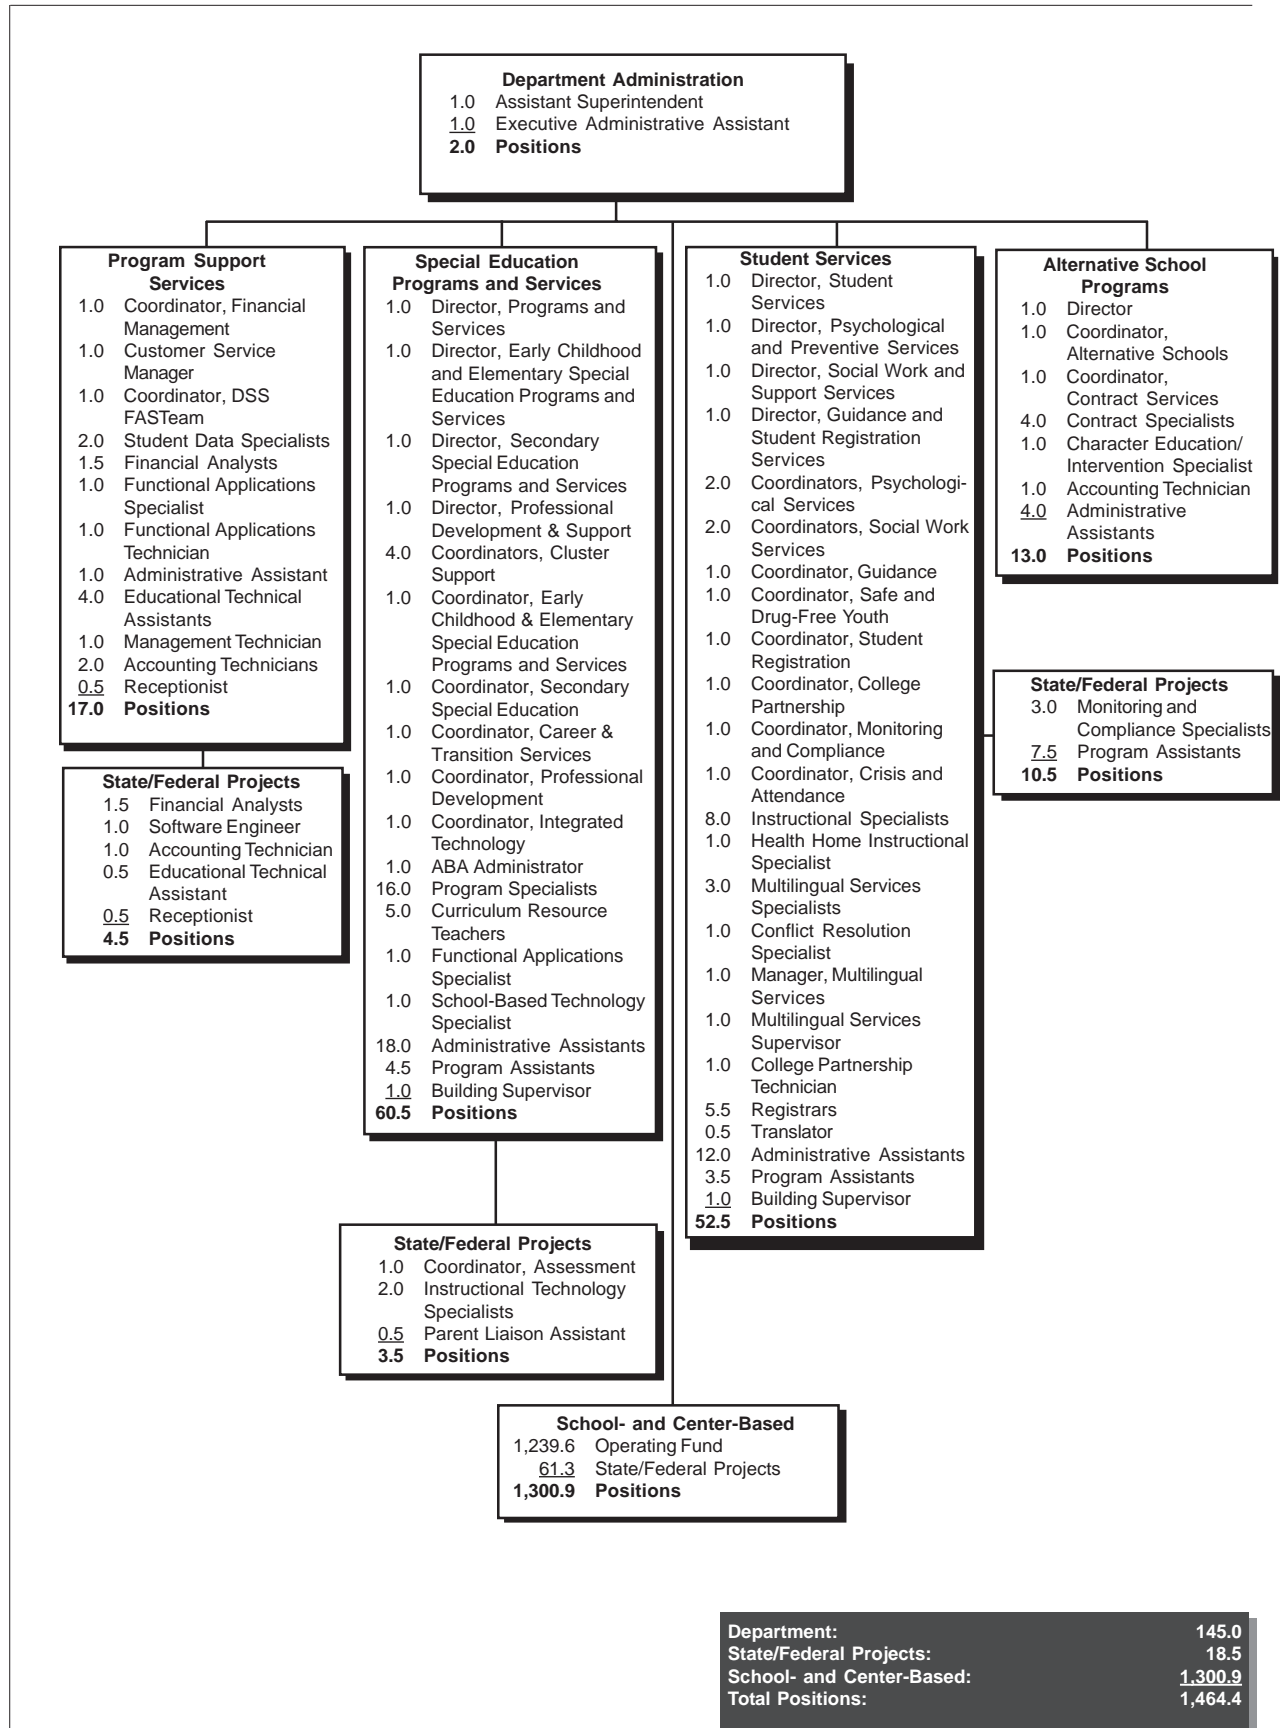 Department Administration
1.0 Assistant Superintendent
1.0 Executive Administrative Assistant
2.0 Positions
Program Support
Services
1.0 Coordinator, Financial
Management
1.0 Customer Service
Manager
1.0 Coordinator, DSS
FASTeam
2.0 Student Data Specialists
1.5 Financial Analysts
1.0 Functional Applications
Specialist
1.0 Functional Applications
Technician
1.0 Administrative Assistant
4.0 Educational Technical
Assistants
1.0 Management Technician
2.0 Accounting Technicians
0.5 Receptionist
17.0 Positions
State/Federal Projects
1.5 Financial Analysts
1.0 Software Engineer
1.0 Accounting Technician
0.5 Educational Technical
Assistant
0.5 Receptionist
4.5 Positions
Special Education
Programs and Services
1.0 Director, Programs and
Services
1.0 Director, Early Childhood
and Elementary Special
Education Programs and
Services
1.0 Director, Secondary
Special Education
Programs and Services
1.0 Director, Professional
Development & Support
4.0 Coordinators, Cluster
Support
1.0 Coordinator, Early
Childhood & Elementary
Special Education
Programs and Services
1.0 Coordinator, Secondary
Special Education
1.0 Coordinator, Career &
Transition Services
1.0 Coordinator, Professional
Development
1.0 Coordinator, Integrated
Technology
1.0 ABA Administrator
16.0 Program Specialists
5.0 Curriculum Resource
Teachers
1.0 Functional Applications
Specialist
1.0 School-Based Technology
Specialist
18.0 Administrative Assistants
4.5 Program Assistants
1.0 Building Supervisor
60.5 Positions
State/Federal Projects
1.0 Coordinator, Assessment
2.0 Instructional Technology
Specialists
0.5 Parent Liaison Assistant
3.5 Positions
Student Services
1.0 Director, Student
Services
1.0 Director, Psychological
and Preventive Services
1.0 Director, Social Work and
Support Services
1.0 Director, Guidance and
Student Registration
Services
2.0 Coordinators, Psychologi-
cal Services
2.0 Coordinators, Social Work
Services
1.0 Coordinator, Guidance
1.0 Coordinator, Safe and
Drug-Free Youth
1.0 Coordinator, Student
Registration
1.0 Coordinator, College
Partnership
1.0 Coordinator, Monitoring
and Compliance
1.0 Coordinator, Crisis and
Attendance
8.0 Instructional Specialists
1.0 Health Home Instructional
Specialist
3.0 Multilingual Services
Specialists
1.0 Conflict Resolution
Specialist
1.0 Manager, Multilingual
Services
1.0 Multilingual Services
Supervisor
1.0 College Partnership
Technician
5.5 Registrars
0.5 Translator
12.0 Administrative Assistants
3.5 Program Assistants
1.0 Building Supervisor
52.5 Positions
Alternative School
Programs
1.0 Director
1.0 Coordinator,
Alternative Schools
1.0 Coordinator,
Contract Services
4.0 Contract Specialists
1.0 Character Education/
Intervention Specialist
1.0 Accounting Technician
4.0 Administrative
Assistants
13.0 Positions
State/Federal Projects
3.0 Monitoring and
Compliance Specialists
7.5 Program Assistants
10.5 Positions
School- and Center-Based
1,239.6 Operating Fund
61.3 State/Federal Projects
1,300.9 Positions
Department: 145.0
State/Federal Projects: 18.5
School- and Center-Based: 1,300.9
Total Positions: 1,464.4